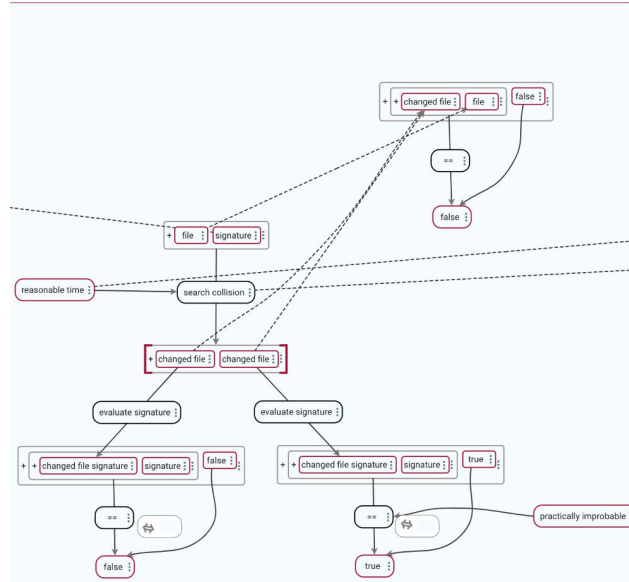 + + changed file file false
==
false
+ file signature
reasonable time
search collision
+ changed file changed file
evaluate signature evaluate signature
+ + changed file signature signature false
+ + changed file signature signature true
== ==
practically improbable
false true